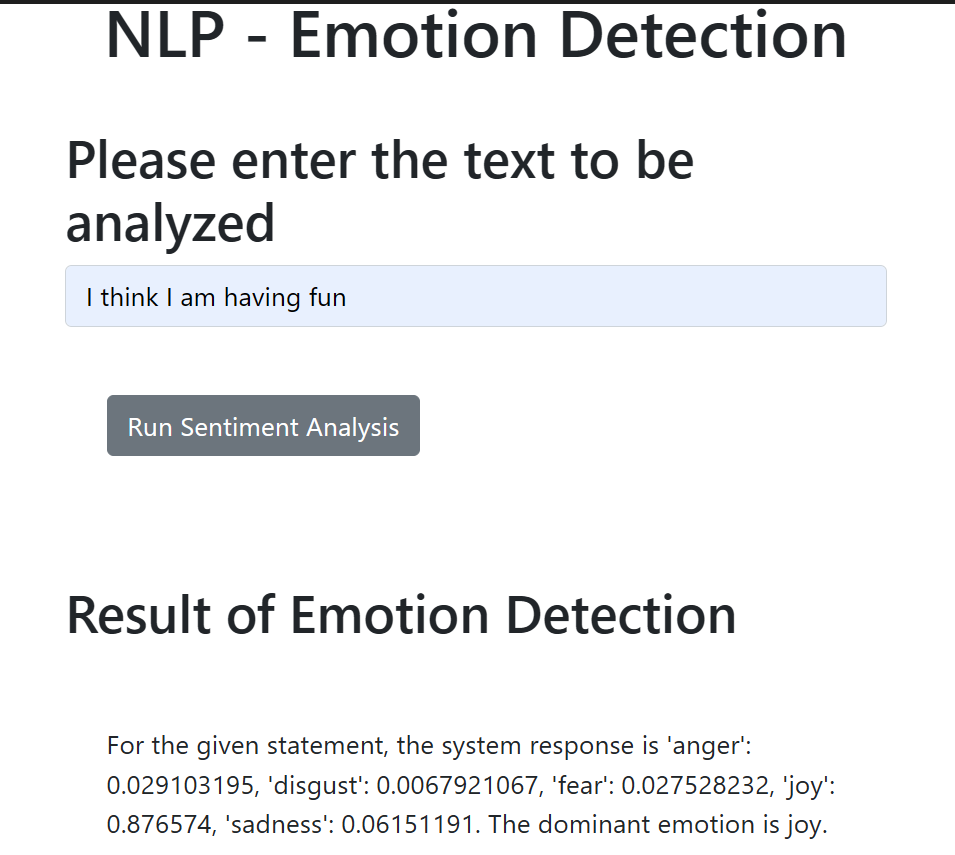 NLP - Emotion Detection
Please enter the text to be
analyzed
I think I am having fun
Run Sentiment Analysis
Result of Emotion Detection
For the given statement, the system response is 'anger':
0.029103195, 'disgust': 0.0067921067, 'fear': 0.027528232, 'joy':
0.876574, 'sadness': 0.06151191. The dominant emotion is joy.